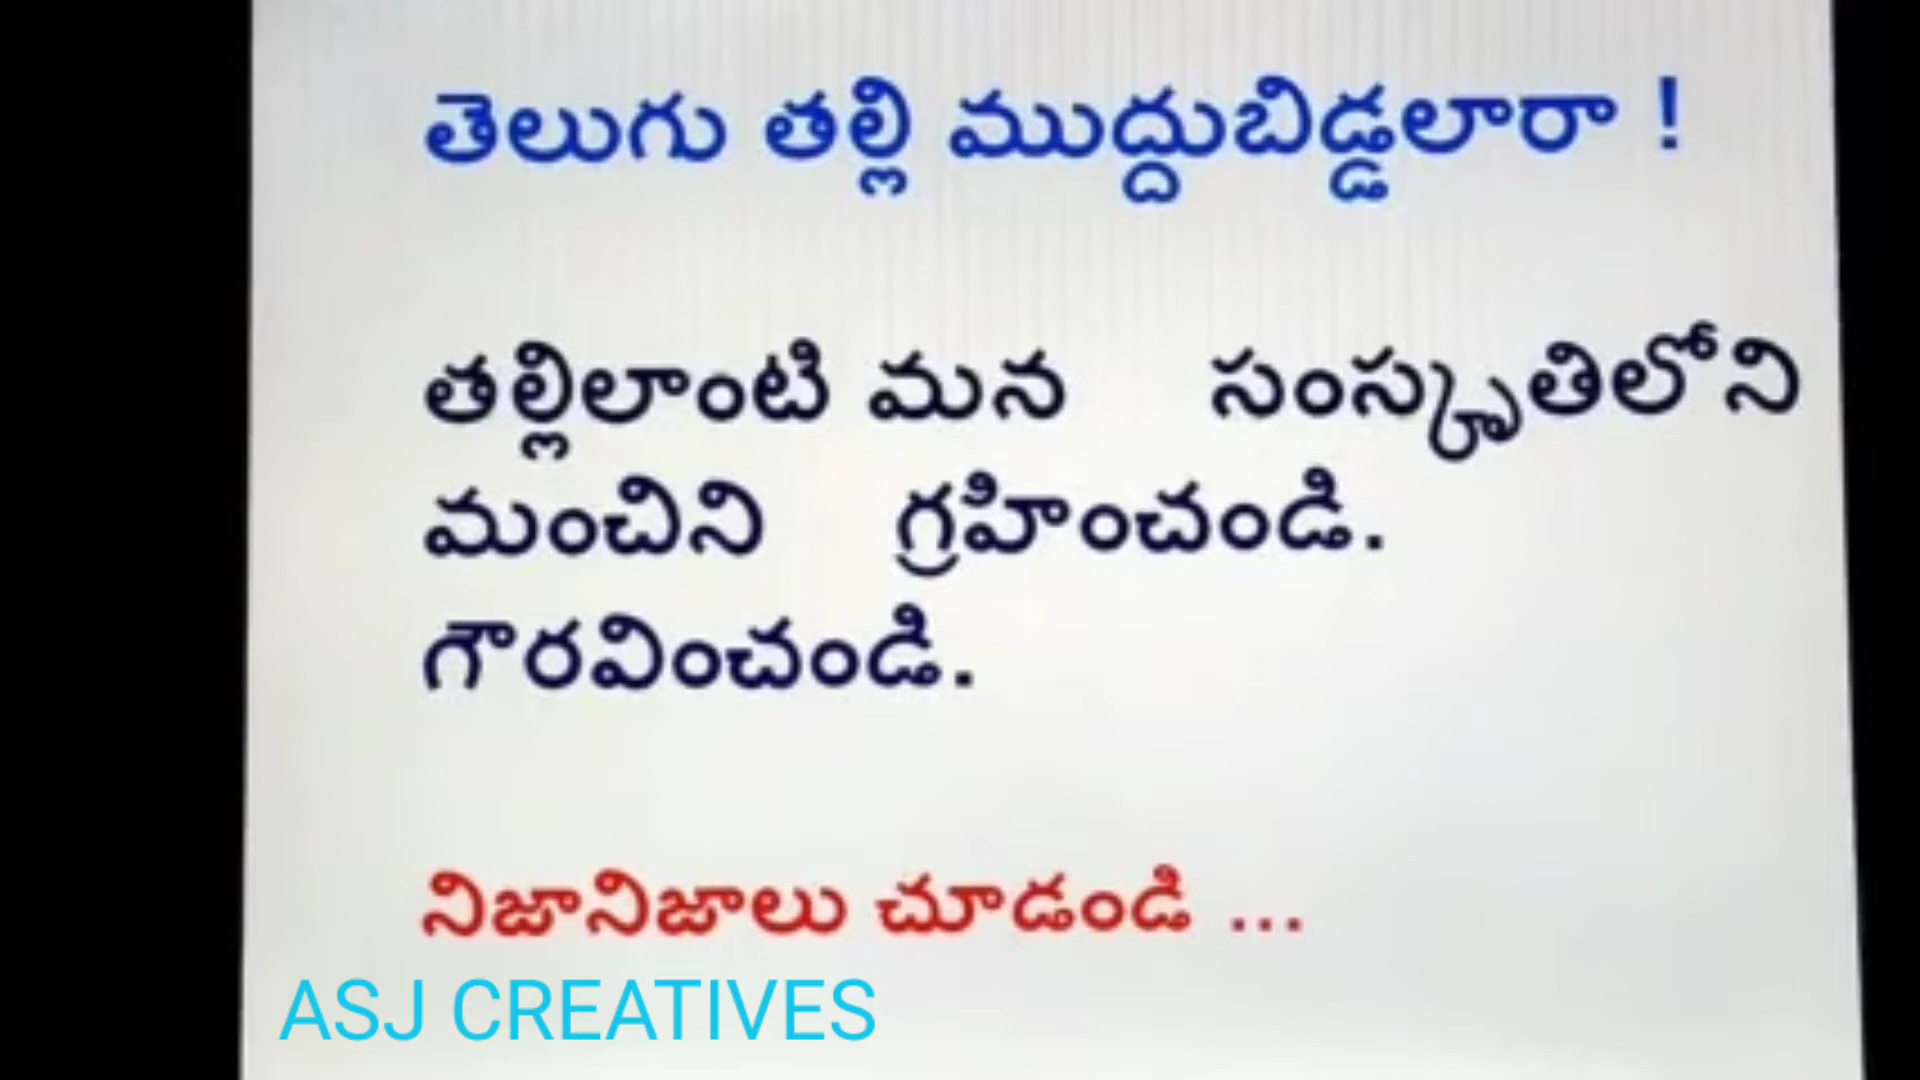 తెలుగు తల్లి ముద్దుబిడ్డలారా !
తల్లిలాంటి మన సంస్కృతిలోని
మంచిని గ్రహించండి.
గౌరవించండి.
నిజానిజాలు చూడండి ...
ASJ CREATIVES